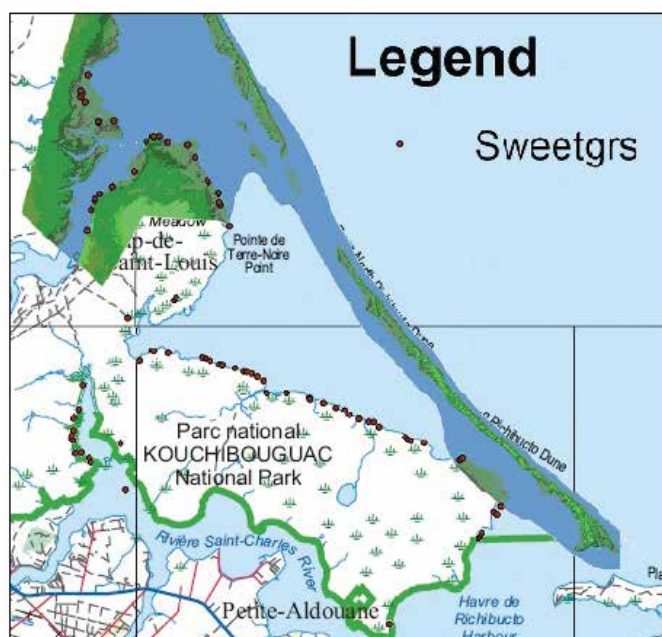 Legend
Sweetgrs
Meadow
Pointe de
Terre-Noire
Point
Parc national
KOUCHIBOUGUAC
National Park
Richibucto Dune
Rivière Saint-Charles River
Petite-Aldouane
Havre de
Richibucto
Harbour